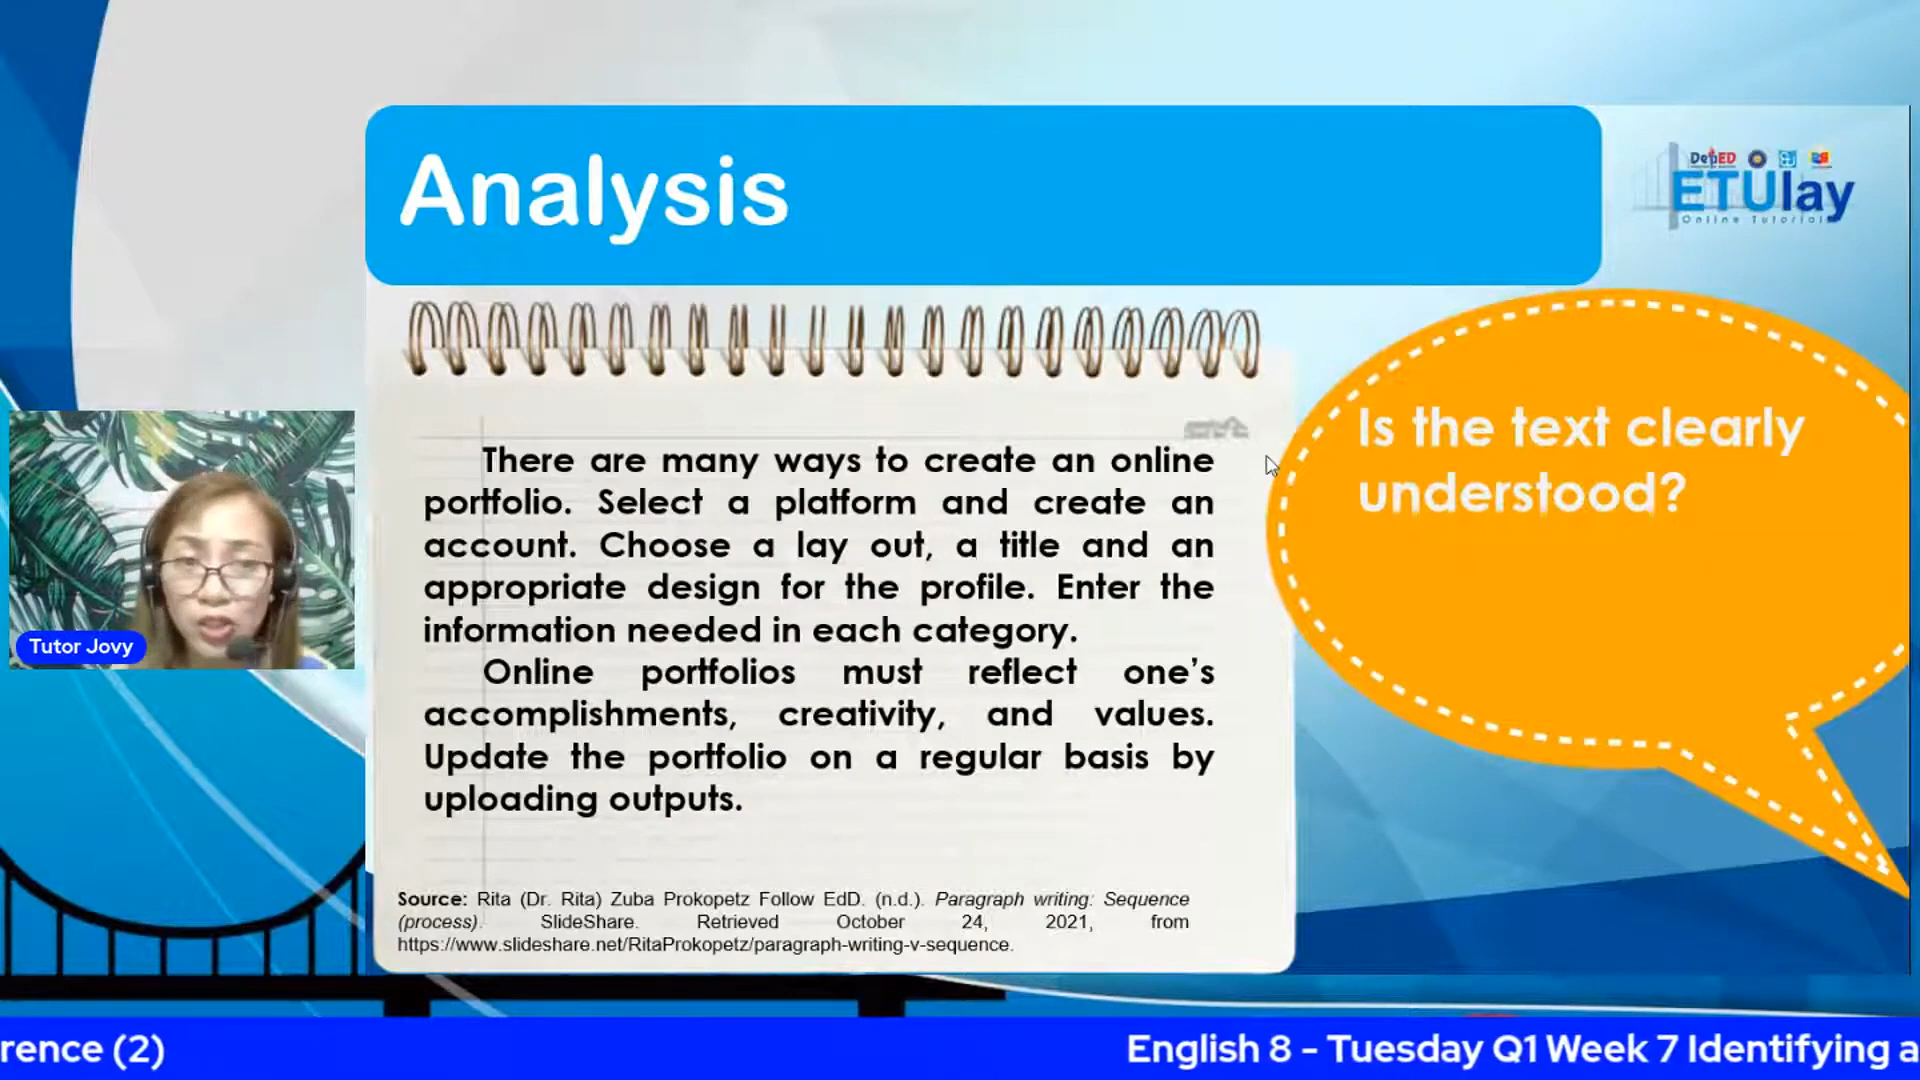 Analysis
DepED
ETUlay
Online Tutorial
There are many ways to create an online
portfolio. Select a platform and create an
account. Choose a lay out, a title and an
appropriate design for the profile. Enter the
information needed in each category.
Online portfolios must reflect one's
accomplishments, creativity, and values.
Update the portfolio on a regular basis by
uploading outputs.
Source: Rita (Dr. Rita) Zuba Prokopetz Follow EdD. (n.d.). Paragraph writing: Sequence
(process). SlideShare. Retrieved October 24, 2021, from
https://www.slideshare.net/RitaProkopetz/paragraph-writing-v-sequence.
Is the text clearly
understood?
Tutor Jovy
rence (2)
English 8 - Tuesday Q1 Week 7 Identifying a